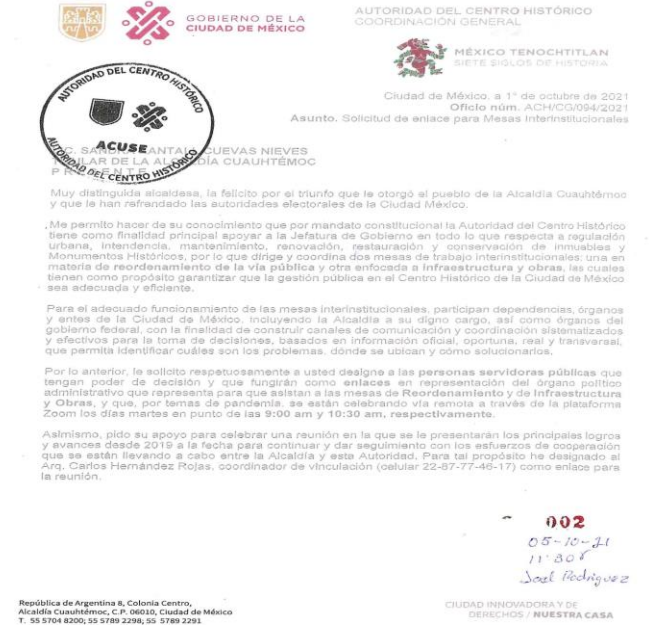 GOBIERNO DE LA
CIUDAD DE MÉXICO
AUTORIDAD DEL CENTRO HISTÓRICO
COORDINACIÓN GENERAL
MÉXICO TENOCHTITLAN
SIETE SIGLOS DE HISTORIA
Ciudad de México, a 1° de octubre de 2021
Oficio núm. ACH/CG/094/2021
Asunto. Solicitud de enlace para Mesas Interinstitucionales
AUTORIDAD DEL CENTRO HISTÓRICO
ACUSE
AUTORIDAD DEL CENTRO HISTÓRICO
CUEVAS NIEVES
CUAUHTÉMOC
Muy distinguida alcaldesa, la felicito por el triunfo que le otorgó el pueblo de la Alcaldía Cuauhtémoc
y que le han refrandado las autoridades electorales de la Ciudad México.
Me permito hacer de su conocimiento que por mandato constitucional la Autoridad del Centro Histórico
tiene como finalidad principal apoyar a la Jefatura de Gobierno en todo lo que respecta a regulación
urbana, intendencia, mantenimiento, renovación, restauración y conservación de inmuebles y
Monumentos Históricos, por lo que dirige y coordina dos mesas de trabajo interinstitucionales; una en
materia de reordenamiento de la vía pública y otra enfocada a infraestructura y obras, las cuales
tienen como propósito garantizar que la gestión pública en el Centro Histórico de la Ciudad de México
sea adecuada y eficiente.
Para el adecuado funcionamiento de las mesas interinstitucionales, participan dependencias, órganos
y entes de la Ciudad de México, incluyendo la Alcaldía a su digno cargo, así como órganos del
gobierno federal, con la finalidad de construir canales de comunicación y coordinación sistematizados
y efectivos para la toma de decisiones, basados en información oficial, oportuna, real y transversal,
que permita identificar cuáles son los problemas, dónde se ubican y cómo solucionarlos.
Por lo anterior, le solicito respetuosamente a usted designe a las personas servidoras públicas que
tengan poder de decisión y que fungirán como enlaces en representación del órgano político
administrativo que representa para que asistan a las mesas de Reordenamiento y de Infraestructura
y Obras, y que, por temas de pandemia, se están celebrando vía remota a través de la plataforma
Zoom los días martes en punto de las 9:00 am y 10:30 am, respectivamente.
Asimismo, pido su apoyo para celebrar una reunión en la que se le presentarán los principales logros
y avances desde 2019 a la fecha para continuar y dar seguimiento con los esfuerzos de cooperación
que se están llevando a cabo entre la Alcaldía y esta Autoridad. Para tal propósito he designado al
Arq. Carlos Hernández Rojas, coordinador de vinculación (celular 22-87-77-46-17) como enlace para
la reunión.
002
05-10-21
Joel Rodriguez
República de Argentina 8, Colonia Centro,
Alcaldía Cuauhtémoc, C.P. 06010, Ciudad de México
T. 55 5704 8200; 55 5789 2298; 55 5789 2291
CIUDAD INNOVADORA Y DE
DERECHOS / NUESTRA CASA